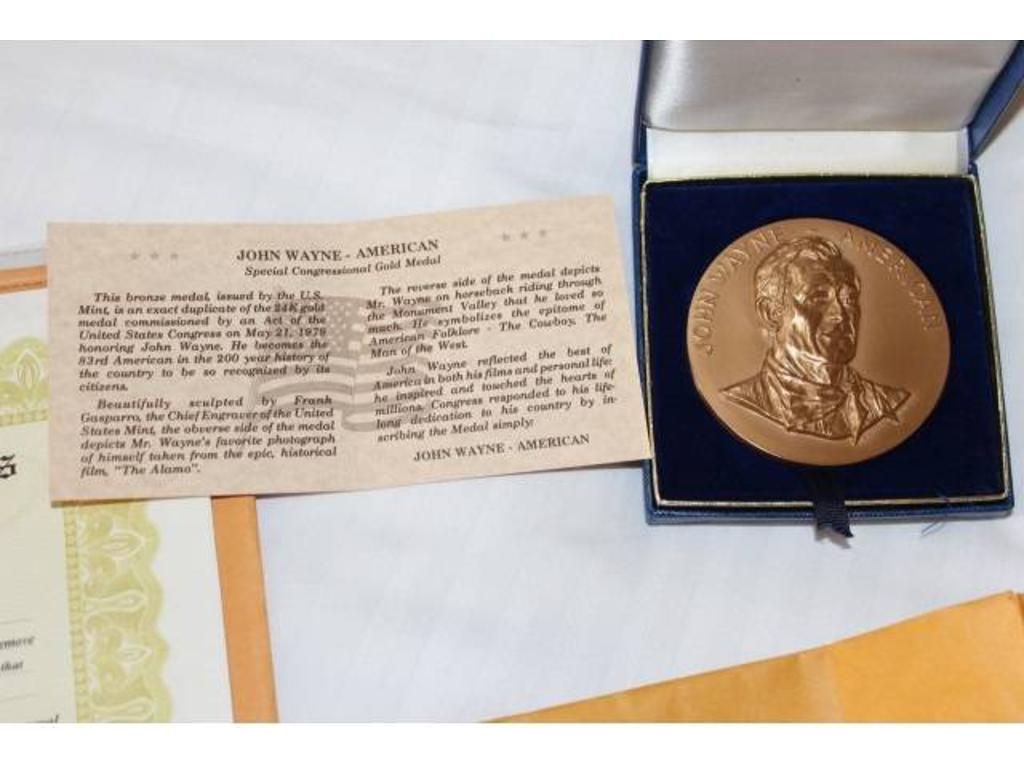 JOHN WAYNE - AMERICAN
Special Congressional Gold Medal
This bronze medal, issued by the U.S.
Mint, is an exact duplicate of the 24K gold
medal commissioned by an Act of the
United States Congress on May 21, 1979
honoring John Wayne. He becomes the
83rd American in the 200 year history of
the country to be so recognized by its
citizens.
Beautifully sculpted by Frank
Gasparro, the Chief Engraver of the United
States Mint, the obverse side of the medal
depicts Mr. Wayne's favorite photograph
of himself taken from the epic, historical
film, "The Alamo".
The reverse side of the medal depicts
Mr. Wayne on horseback riding through
the Monument Valley that he loved so
much. He symbolizes the epitome of
American Folklore - The Cowboy, The
Man of the West.
John Wayne reflected the best of
America in both his films and personal life;
he inspired and touched the hearts of
millions. Congress responded to his life-
long dedication to his country by in-
scribing the Medal simply:
JOHN WAYNE - AMERICAN
JOHN WAYNE - AMERICAN
s
emove
that